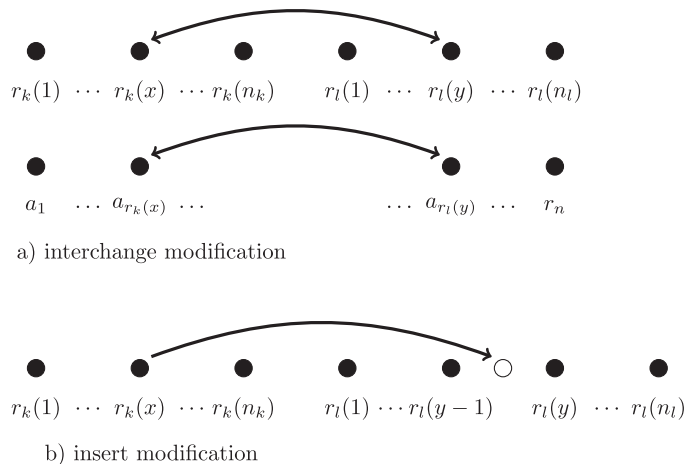 r_k(1) ··· r_k(x) ··· r_k(n_k) r_l(1) ··· r_l(y) ··· r_l(n_l)
a_1 ... a_{r_k(x)} ... ... a_{r_l(y)} ... r_n
a) interchange modification
r_k(1) ··· r_k(x) ··· r_k(n_k) r_l(1) ··· r_l(y − 1) r_l(y) ··· r_l(n_l)
b) insert modification